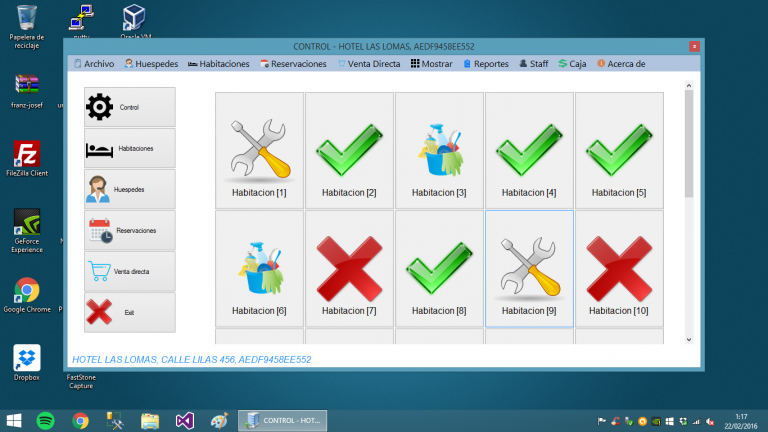 CONTROL - HOTEL LAS LOMAS, AEDF9458EE552
x
Archivo Huespedes Habitaciones Reservaciones Venta Directa Mostrar Reportes Staff Caja Acerca de
Papelera de
reciclaje
putty
Oracle VM
franz-josef
FileZilla Client
GeForce
Experience
Google Chrome
Dropbox
FastStone
Capture
Control
Habitaciones
Huespedes
Reservaciones
Venta directa
Exit
Habitacion [1] Habitacion [2] Habitacion [3] Habitacion [4] Habitacion [5]
Habitacion [6] Habitacion [7] Habitacion [8] Habitacion [9] Habitacion [10]
HOTEL LAS LOMAS, CALLE LILAS 456, AEDF9458EE552
CONTROL - HOT...
1:17
22/02/2016